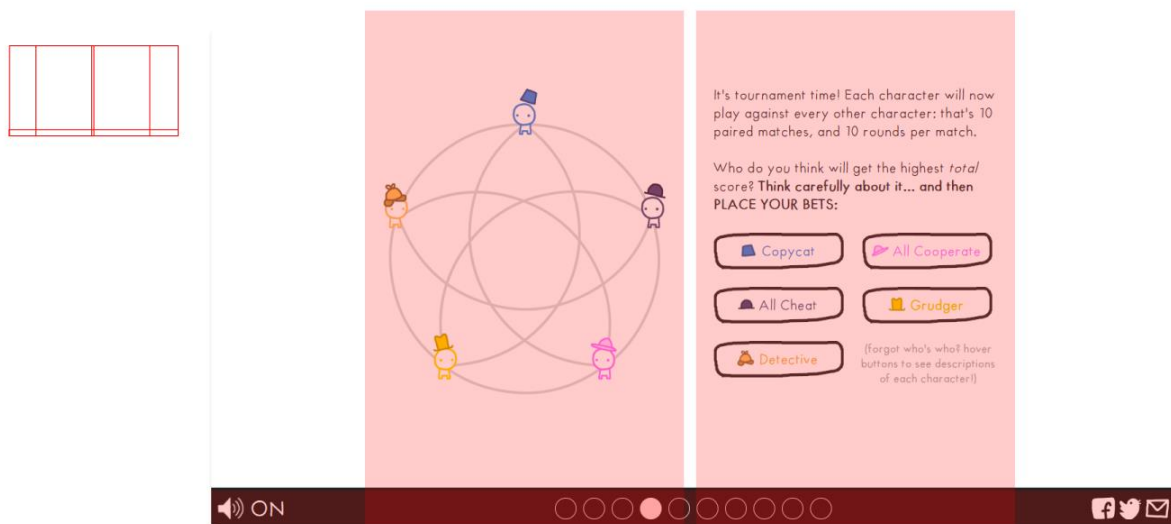 It's tournament time! Each character will now
play against every other character: that's 10
paired matches, and 10 rounds per match.
Who do you think will get the highest total
score? Think carefully about it... and then
PLACE YOUR BETS:
Copycat
All Cooperate
All Cheat
Grudger
Detective
(forgot who's who? hover
buttons to see descriptions
of each character!)
ON